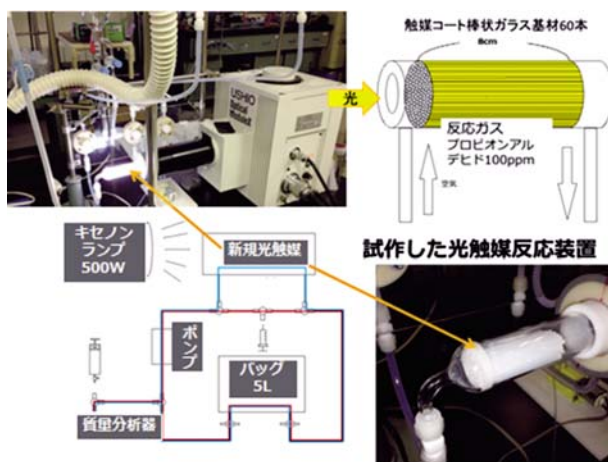 USHIO
Optical
ModuleX
触媒コート棒状ガラス基材60本
8cm
光
反応ガス
プロピオンアル
デヒド100ppm
空気
キセノン
ランプ
500W
新規光触媒
試作した光触媒反応装置
ポンプ
バッグ
5L
質量分析器